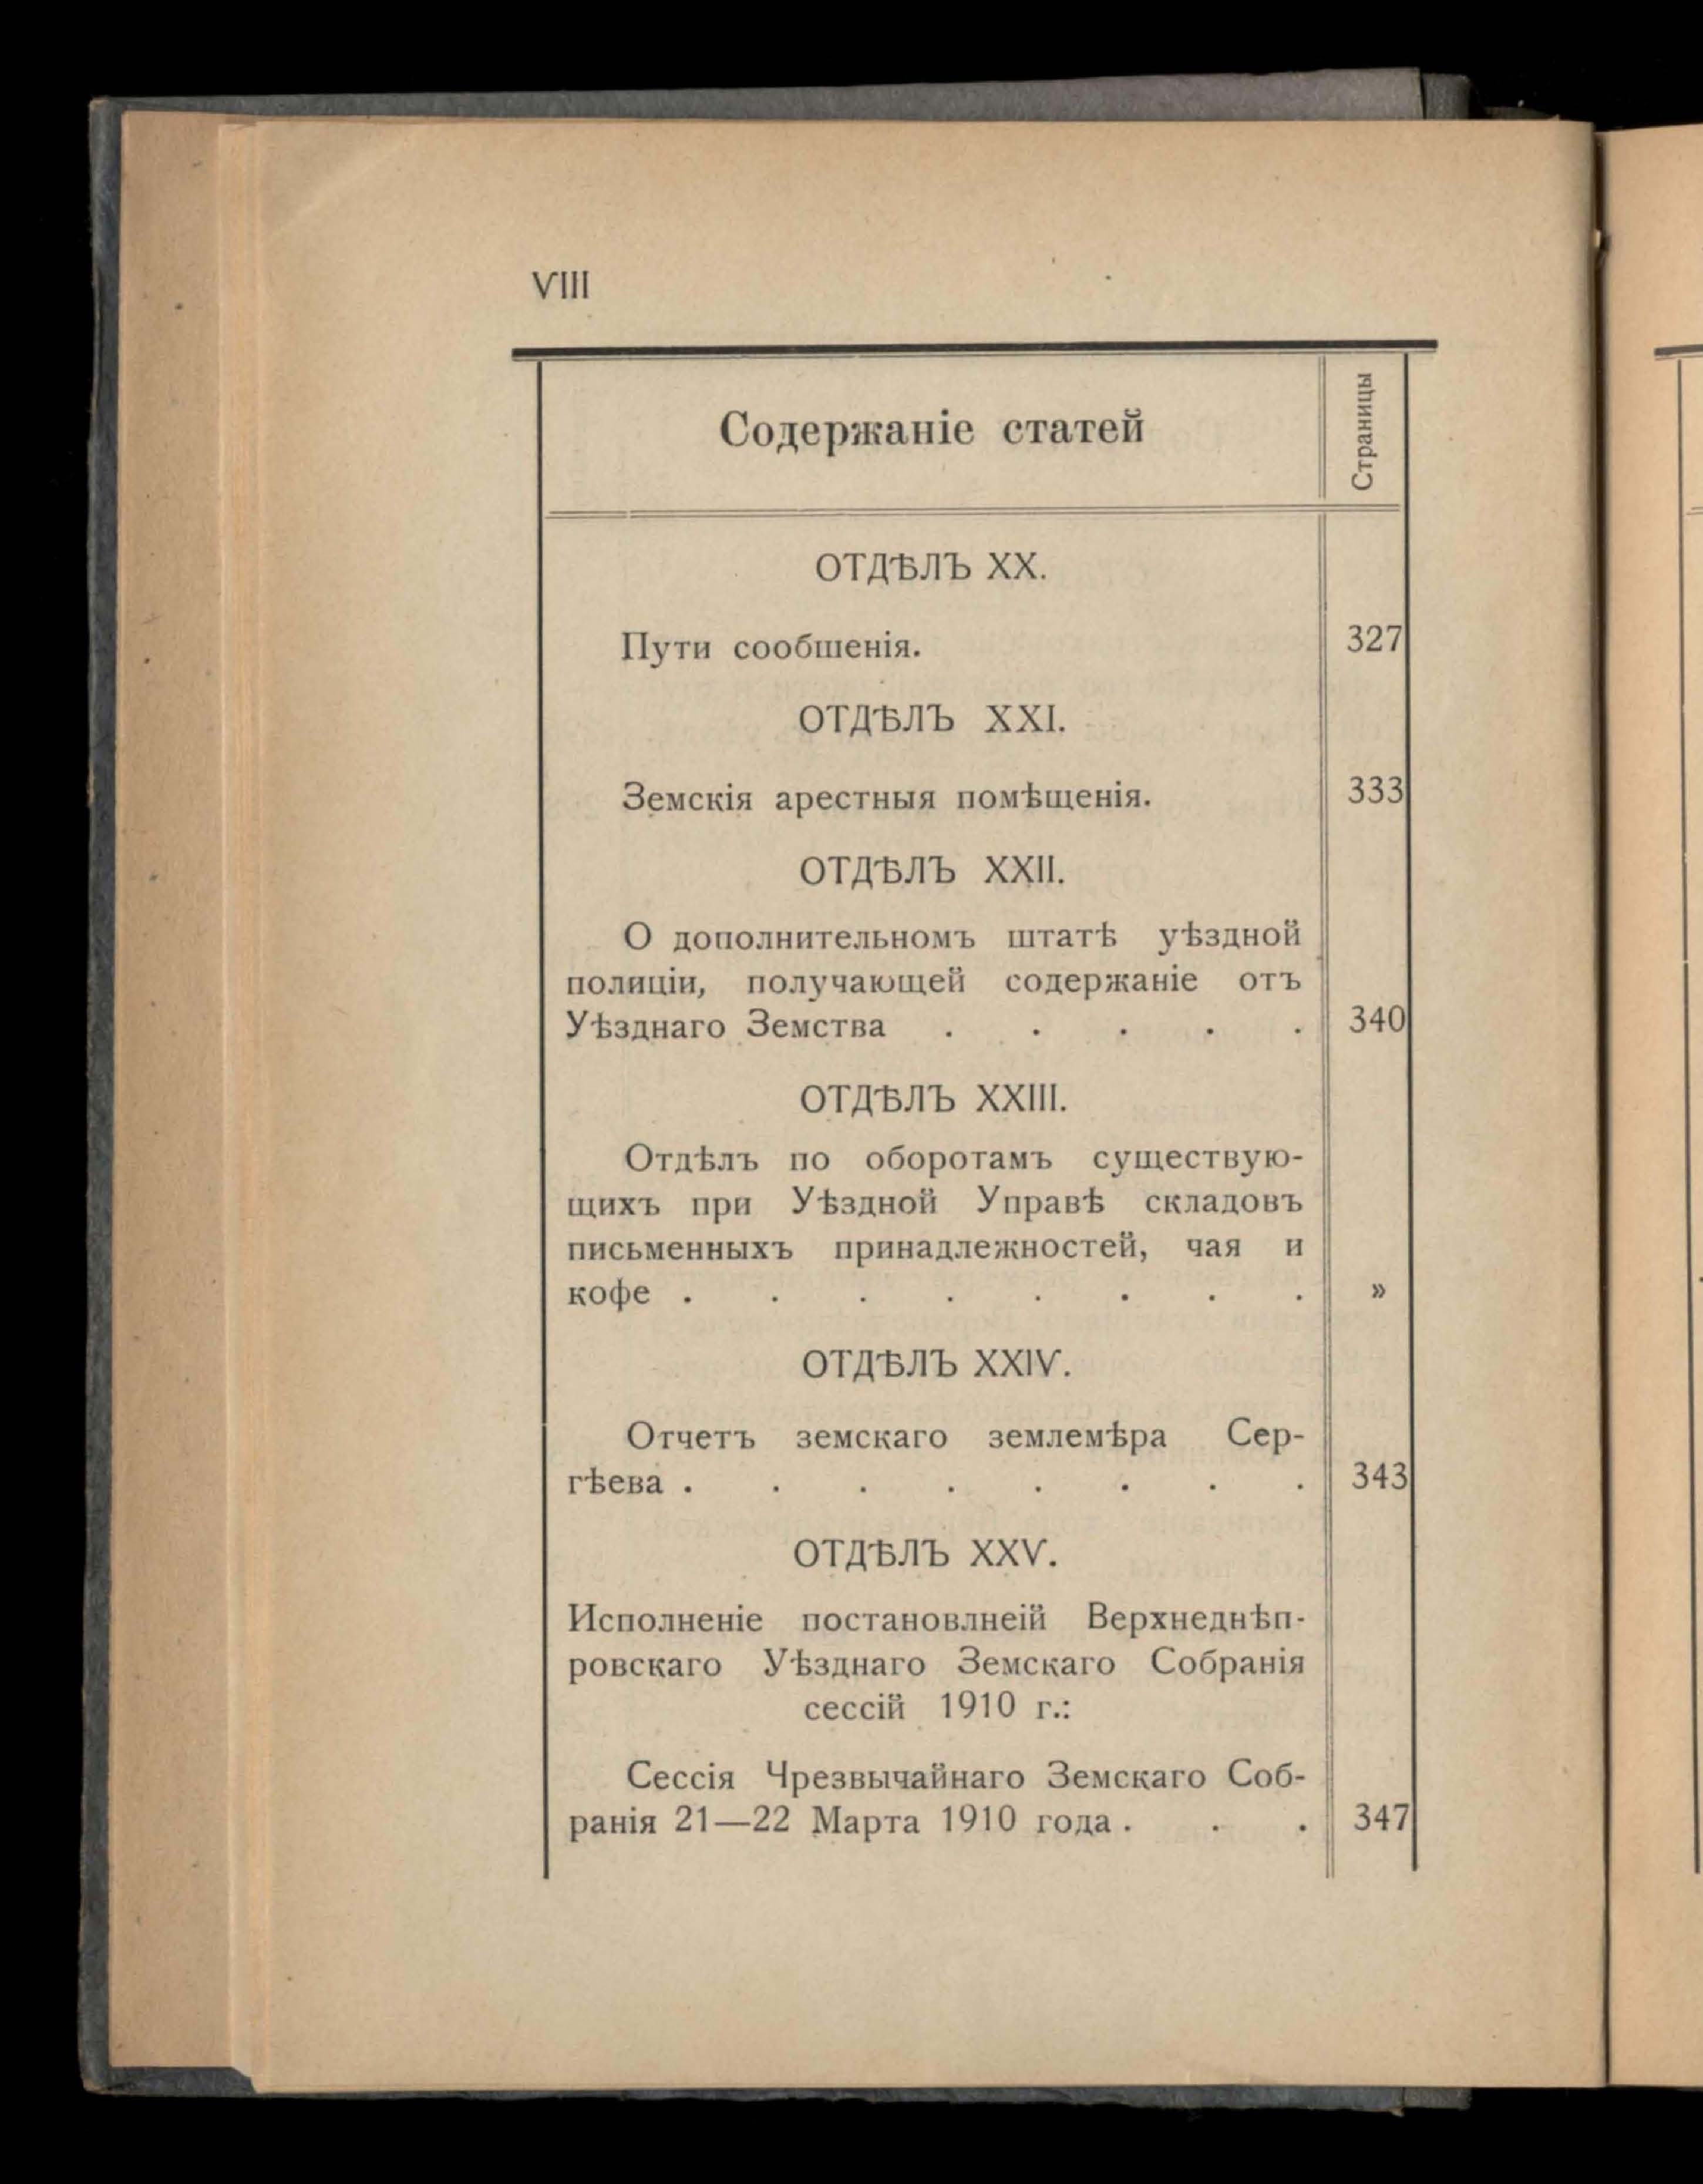 VIII
Содержаніе статей
Страницы
ОТДѢЛЪ XX.
Пути сообшенія. 327
ОТДѢЛЪ XXI.
Земскія арестныя помѣщенія. 333
ОТДѢЛЪ XXII.
О дополнительномъ штатѣ уѣздной
полиціи, получающей содержаніе отъ
Уѣзднаго Земства . . . . . 340
ОТДѢЛЪ XXIII.
Отдѣлъ по оборотамъ существую-
щихъ при Уѣздной Управѣ складовъ
письменныхъ принадлежностей, чая и
кофе . . . . . . . . »
ОТДѢЛЪ XXIV.
Отчетъ земскаго землемѣра Сер-
гѣева . . . . . . . . 343
ОТДѢЛЪ XXV.
Исполненіе постановлнеій Верхнеднѣп-
ровскаго Уѣзднаго Земскаго Собранія
сессій 1910 г.:
Сессія Чрезвычайнаго Земскаго Соб-
ранія 21—22 Марта 1910 года . . . 347